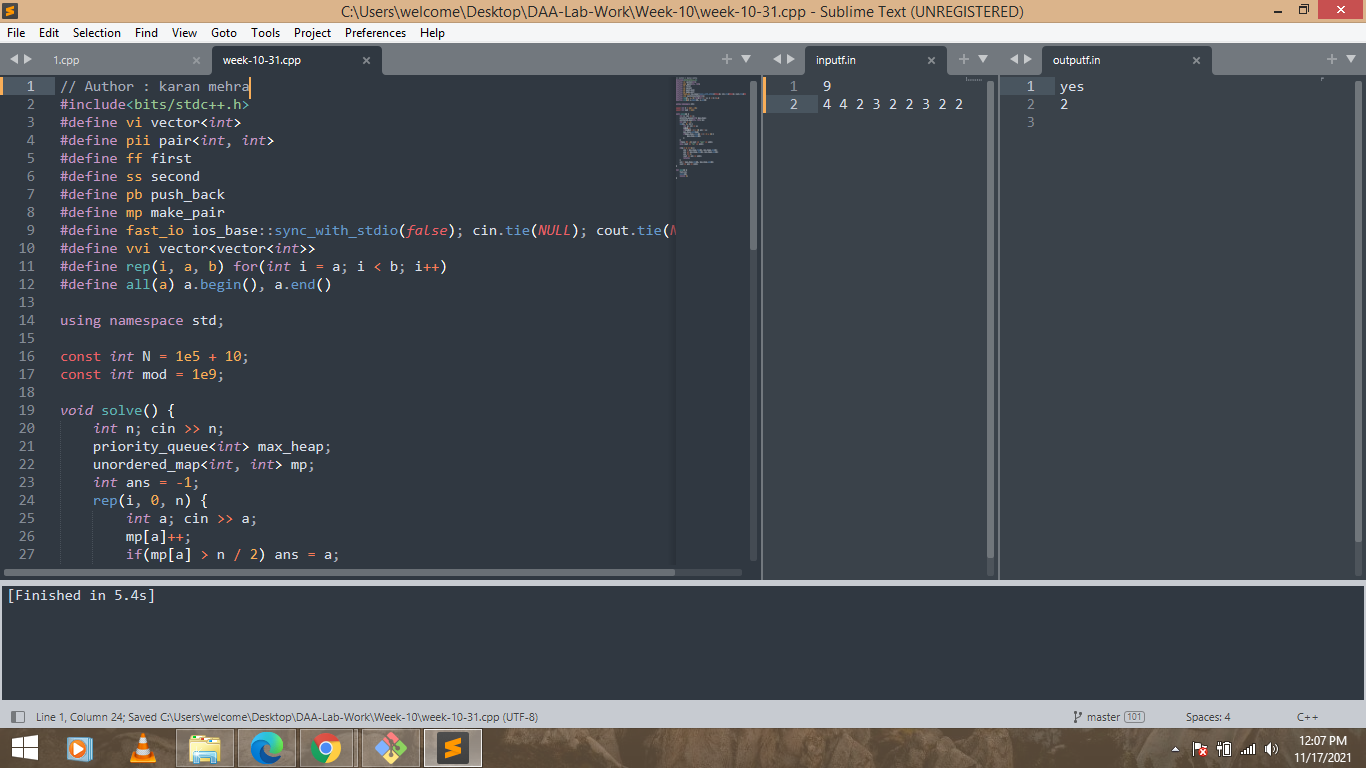 C:\Users\welcome\Desktop\DAA-Lab-Work\Week-10\week-10-31.cpp - Sublime Text (UNREGISTERED)
File Edit Selection Find View Goto Tools Project Preferences Help
1.cpp
week-10-31.cpp
1 // Author : karan mehra
2 #include<bits/stdc++.h>
3 #define vi vector<int>
4 #define pii pair<int, int>
5 #define ff first
6 #define ss second
7 #define pb push_back
8 #define mp make_pair
9 #define fast_io ios_base::sync_with_stdio(false); cin.tie(NULL); cout.tie(
10 #define vvi vector<vector<int>>
11 #define rep(i, a, b) for(int i = a; i < b; i++)
12 #define all(a) a.begin(), a.end()
13
14 using namespace std;
15
16 const int N = 1e5 + 10;
17 const int mod = 1e9;
18
19 void solve() {
20 int n; cin >> n;
21 priority_queue<int> max_heap;
22 unordered_map<int, int> mp;
23 int ans = -1;
24 rep(i, 0, n) {
25 int a; cin >> a;
26 mp[a]++;
27 if(mp[a] > n / 2) ans = a;
inputf.in
1 9
2 4 4 2 3 2 2 3 2 2
outputf.in
1 yes
2 2
3
[Finished in 5.4s]
Line 1, Column 24; Saved C:\Users\welcome\Desktop\DAA-Lab-Work\Week-10\week-10-31.cpp (UTF-8)
master 101
Spaces: 4
C++
12:07 PM
11/17/2021